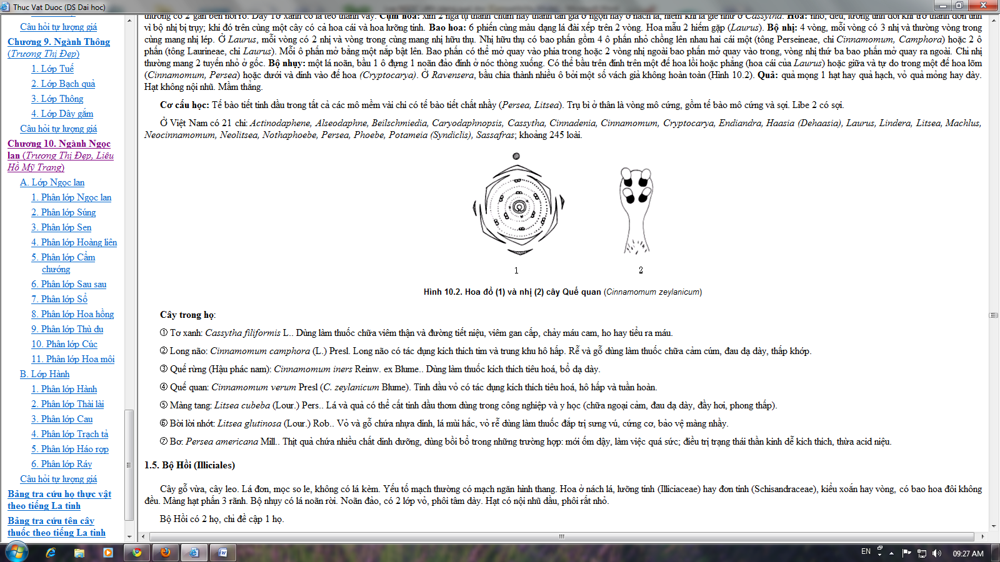 Thuc Vat Duoc (DS Dai hoc)
Câu hỏi tự lượng giá
Chương 9. Ngành Thông
(Trương Thị Đẹp)
1. Lớp Tuế
2. Lớp Bạch quả
3. Lớp Thông
4. Lớp Dây gắm
Câu hỏi tự lượng giá
Chương 10. Ngành Ngọc
lan (Trương Thị Đẹp, Liêu
Hồ Mỹ Trang)
A. Lớp Ngọc lan
1. Phân lớp Ngọc lan
2. Phân lớp Súng
3. Phân lớp Sen
4. Phân lớp Hoàng liên
5. Phân lớp Cẩm
chướng
6. Phân lớp Sau sau
7. Phân lớp Sổ
8. Phân lớp Hoa hồng
9. Phân lớp Thù du
10. Phân lớp Cúc
11. Phân lớp Hoa môi
B. Lớp Hành
1. Phân lớp Hành
2. Phân lớp Thài lài
3. Phân lớp Cau
4. Phân lớp Trạch tả
5. Phân lớp Háo rợp
6. Phân lớp Ráy
Câu hỏi tự lượng giá
Bảng tra cứu họ thực vật
theo tiếng La tinh
Bảng tra cứu tên cây
thuốc theo tiếng La tinh
thường có 2 gân bên nổi rõ. Dây Tơ xanh có lá teo thành vảy. Cụm hoa: xim 2 ngả tụ thành chùm hay thành tán giả ở ngọn hay ở nách lá, hiếm khi là gié như ở Cassytha. Hoa: nhỏ, đều, lưỡng tính đôi khi trở thành đơn tính
vì bộ nhị bị trụy; khi đó trên cùng một cây có cả hoa cái và hoa lưỡng tính. Bao hoa: 6 phiến cùng màu dạng lá đài xếp trên 2 vòng. Hoa mẫu 2 hiếm gặp (Laurus). Bộ nhị: 4 vòng, mỗi vòng có 3 nhị và thường vòng trong
cùng mang nhị lép. Ở Laurus, mỗi vòng có 2 nhị và vòng trong cùng mang nhị hữu thụ. Nhị hữu thụ có bao phấn gồm 4 ô phấn nhỏ chồng lên nhau hai cái một (tông Perseineae, chi Cinnamomum, Camphora) hoặc 2 ô
phấn (tông Laurineae, chi Laurus). Mỗi ô phấn mở bằng một nắp bật lên. Bao phấn có thể mở quay vào phía trong hoặc 2 vòng nhị ngoài bao phấn mở quay vào trong, vòng nhị thứ ba bao phấn mở quay ra ngoài. Chỉ nhị
thường mang 2 tuyến nhỏ ở gốc. Bộ nhụy: một lá noãn, bầu 1 ô đựng 1 noãn đảo đính ở nóc thòng xuống. Có thể bầu trên đính trên một đế hoa lồi hoặc phẳng (hoa cái của Laurus) hoặc giữa và tự do trong một đế hoa lõm
(Cinnamomum, Persea) hoặc dưới và dính vào đế hoa (Cryptocarya). Ở Ravensera, bầu chia thành nhiều ô bởi một số vách giả không hoàn toàn (Hình 10.2). Quả: quả mọng 1 hạt hay quả hạch, vỏ quả mỏng hay dày.
Hạt không nội nhũ. Mầm thẳng.
Cơ cấu học: Tế bào tiết tinh dầu trong tất cả các mô mềm vài chi có tế bào tiết chất nhầy (Persea, Litsea). Trụ bì ở thân là vòng mô cứng, gồm tế bào mô cứng và sợi. Libe 2 có sợi.
Ở Việt Nam có 21 chi: Actinodaphene, Alseodaphne, Beilschmiedia, Caryodaphnopsis, Cassytha, Cinnadenia, Cinnamomum, Cryptocarya, Endiandra, Haasia (Dehaasia), Laurus, Lindera, Litsea, Machlus,
Neocinnamomum, Neolitsea, Nothaphoebe, Persea, Phoebe, Potameia (Syndiclis), Sassafras; khoảng 245 loài.
1 2
Hình 10.2. Hoa đồ (1) và nhị (2) cây Quế quan (Cinnamomum zeylanicum)
Cây trong họ:
① Tơ xanh: Cassytha filiformis L.. Dùng làm thuốc chữa viêm thận và đường tiết niệu, viêm gan cấp, chảy máu cam, ho hay tiểu ra máu.
② Long não: Cinnamomum camphora (L.) Presl. Long não có tác dụng kích thích tim và trung khu hô hấp. Rễ và gỗ dùng làm thuốc chữa cảm cúm, đau dạ dày, thấp khớp.
③ Quế rừng (Hậu phác nam): Cinnamomum iners Reinw. ex Blume.. Dùng làm thuốc kích thích tiêu hoá, bổ dạ dày.
④ Quế quan: Cinnamomum verum Presl (C. zeylanicum Blume). Tinh dầu vỏ có tác dụng kích thích tiêu hoá, hô hấp và tuần hoàn.
⑤ Màng tang: Litsea cubeba (Lour.) Pers.. Lá và quả có thể cất tinh dầu thơm dùng trong công nghiệp và y học (chữa ngoại cảm, đau dạ dày, đầy hơi, phong thấp).
⑥ Bời lời nhớt: Litsea glutinosa (Lour.) Rob.. Vỏ và gỗ chứa nhựa dính, lá mùi hắc, vỏ rễ dùng làm thuốc đắp trị sưng vú, cứng cơ, bảo vệ màng nhầy.
⑦ Bơ: Persea americana Mill.. Thịt quả chứa nhiều chất dinh dưỡng, dùng bồi bổ trong những trường hợp: mới ốm dậy, làm việc quá sức; điều trị trạng thái thần kinh dễ kích thích, thừa acid niệu.
1.5. Bộ Hồi (Illiciales)
Cây gỗ vừa, cây leo. Lá đơn, mọc so le, không có lá kèm. Yếu tố mạch thường có mạch ngăn hình thang. Hoa ở nách lá, lưỡng tính (Illiciaceae) hay đơn tính (Schisandraceae), kiểu xoắn hay vòng, có bao hoa đôi không
đều. Màng hạt phấn 3 rãnh. Bộ nhụy có lá noãn rời. Noãn đảo, có 2 lớp vỏ, phôi tâm dày. Hạt có nội nhũ dầu, phôi rất nhỏ.
Bộ Hồi có 2 họ, chỉ đề cập 1 họ.
EN
09:27 AM